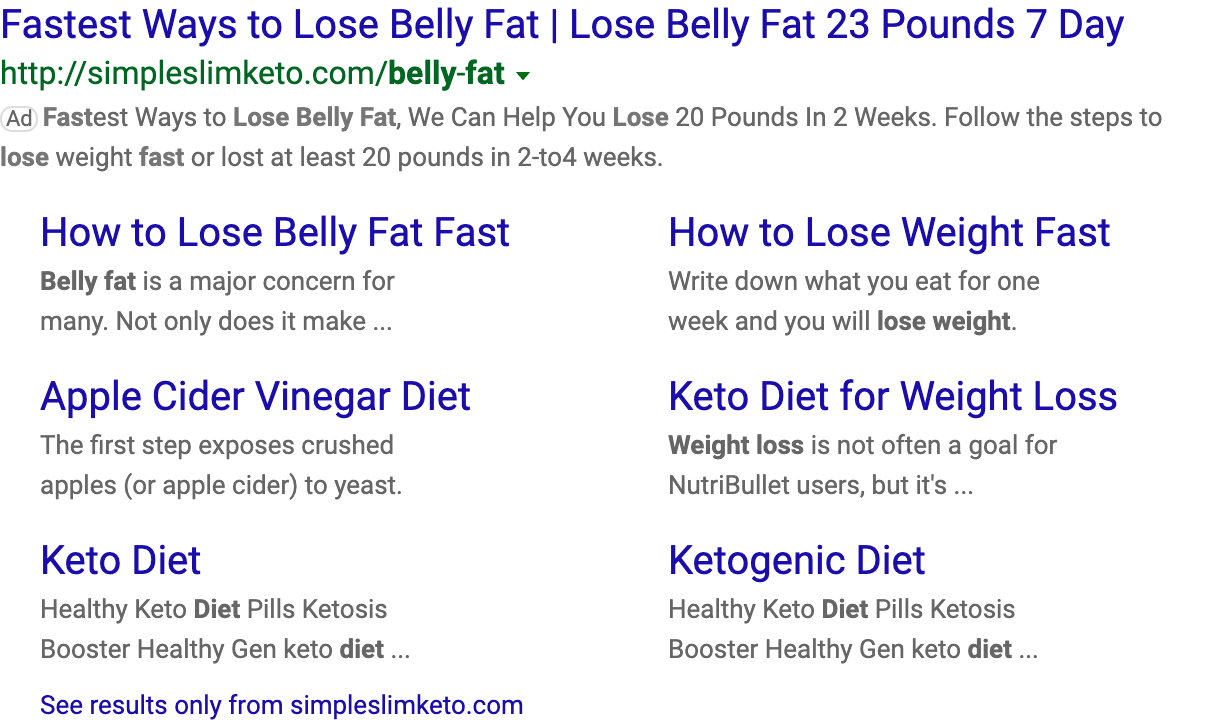 Fastest Ways to Lose Belly Fat | Lose Belly Fat 23 Pounds 7 Day
http://simpleslimketo.com/belly-fat
Ad Fastest Ways to Lose Belly Fat, We Can Help You Lose 20 Pounds In 2 Weeks. Follow the steps to
lose weight fast or lost at least 20 pounds in 2-to4 weeks.
How to Lose Belly Fat Fast
Belly fat is a major concern for
many. Not only does it make ...
How to Lose Weight Fast
Write down what you eat for one
week and you will lose weight.
Apple Cider Vinegar Diet
The first step exposes crushed
apples (or apple cider) to yeast.
Keto Diet for Weight Loss
Weight loss is not often a goal for
NutriBullet users, but it's ...
Keto Diet
Healthy Keto Diet Pills Ketosis
Booster Healthy Gen keto diet ...
Ketogenic Diet
Healthy Keto Diet Pills Ketosis
Booster Healthy Gen keto diet ...
See results only from simpleslimketo.com